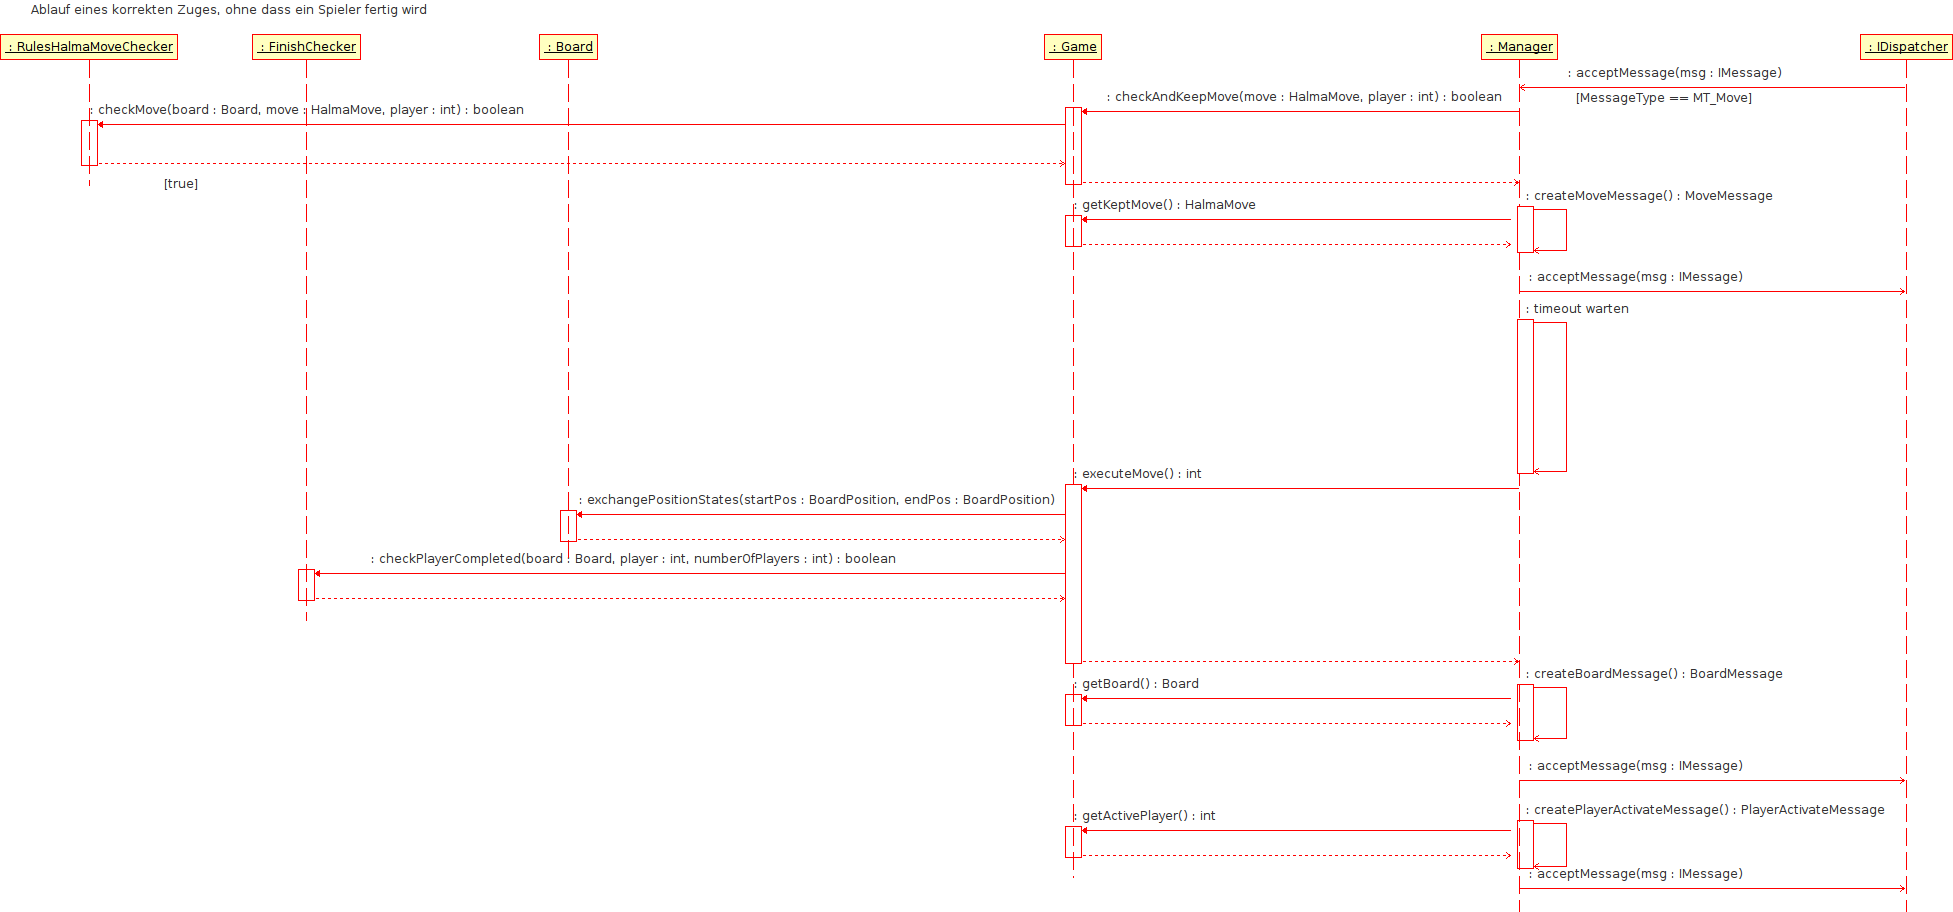 Ablauf eines korrekten Zuges, ohne dass ein Spieler fertig wird
: RulesHalmaMoveChecker
: FinishChecker
: Board
: Game
: Manager
: IDispatcher
: acceptMessage(msg : IMessage)
[MessageType == MT_Move]
: checkAndKeepMove(move : HalmaMove, player : int) : boolean
: checkMove(board : Board, move : HalmaMove, player : int) : boolean
[true]
: createMoveMessage() : MoveMessage
: getKeptMove() : HalmaMove
: acceptMessage(msg : IMessage)
: timeout warten
: executeMove() : int
: exchangePositionStates(startPos : BoardPosition, endPos : BoardPosition)
: checkPlayerCompleted(board : Board, player : int, numberOfPlayers : int) : boolean
: createBoardMessage() : BoardMessage
: getBoard() : Board
: acceptMessage(msg : IMessage)
: createPlayerActivateMessage() : PlayerActivateMessage
: getActivePlayer() : int
: acceptMessage(msg : IMessage)